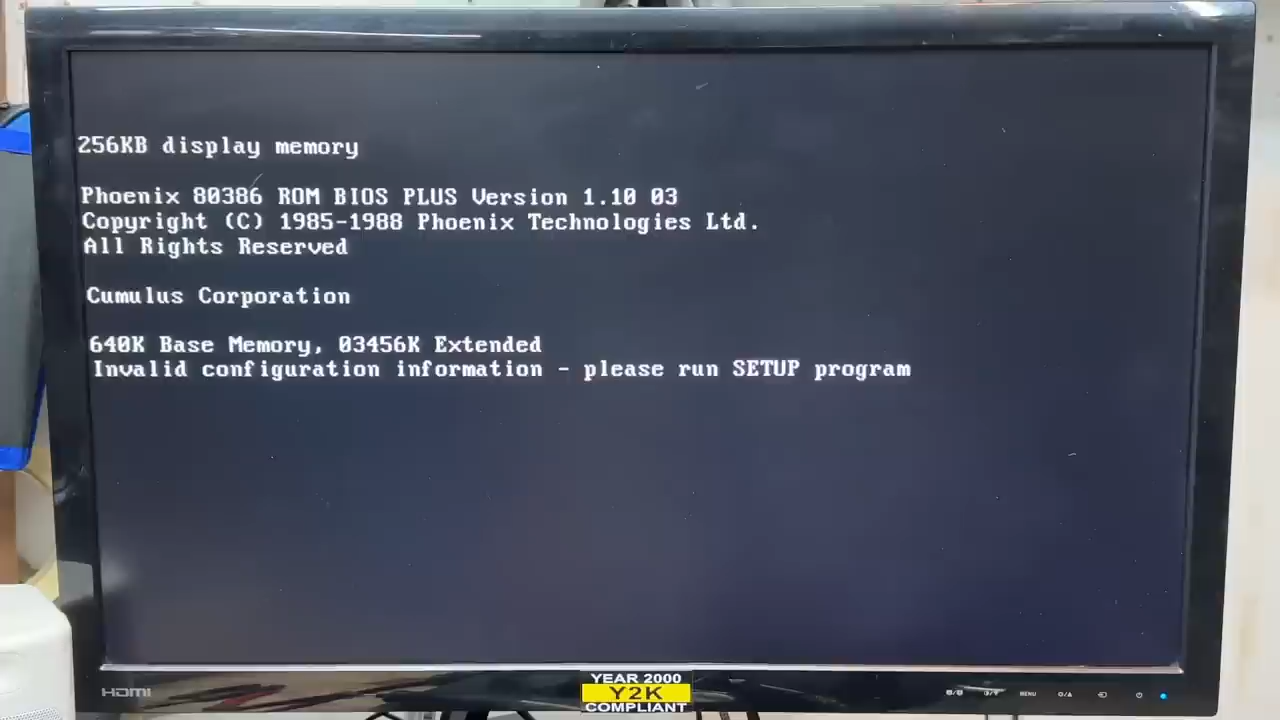 256KB display memory
Phoenix 80386 ROM BIOS PLUS Version 1.10 03
Copyright (C) 1985-1988 Phoenix Technologies Ltd.
All Rights Reserved
Cumulus Corporation
640K Base Memory, 03456K Extended
Invalid configuration information - please run SETUP program
HDMI
YEAR 2000
Y2K
COMPLIANT
MENU